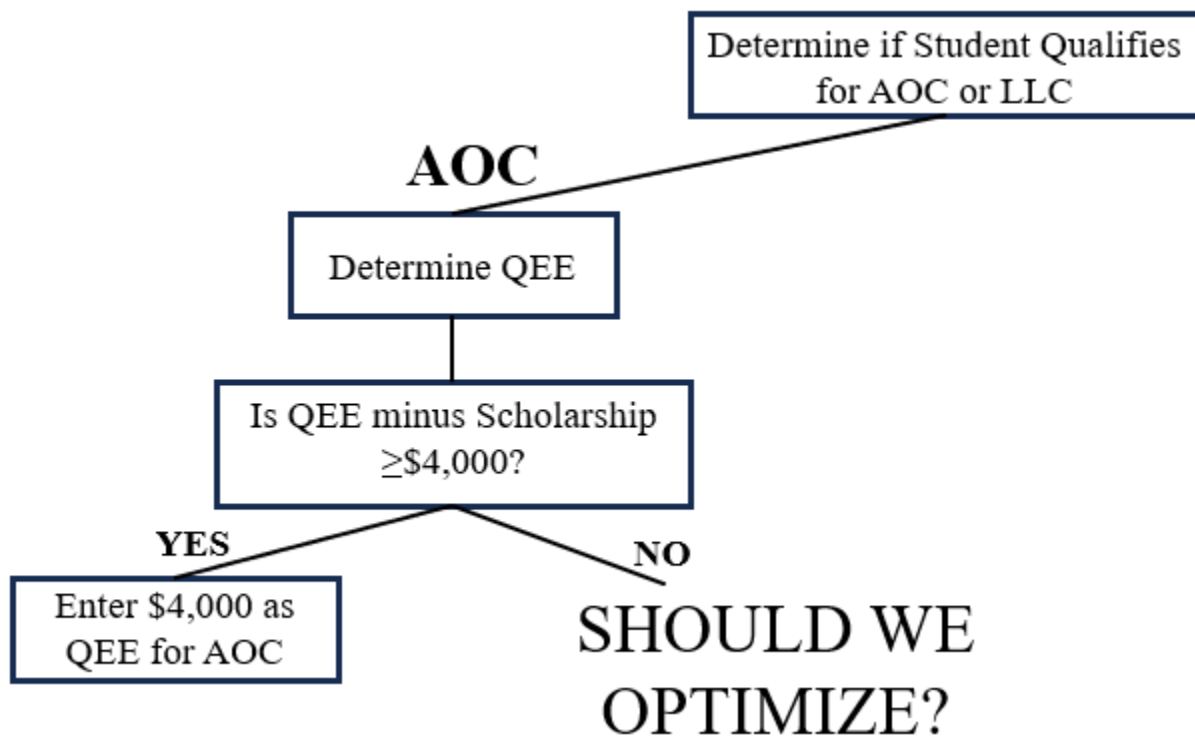 Determine if Student Qualifies
for AOC or LLC
AOC
Determine QEE
Is QEE minus Scholarship
≥$4,000?
YES
NO
Enter $4,000 as
QEE for AOC
SHOULD WE
OPTIMIZE?